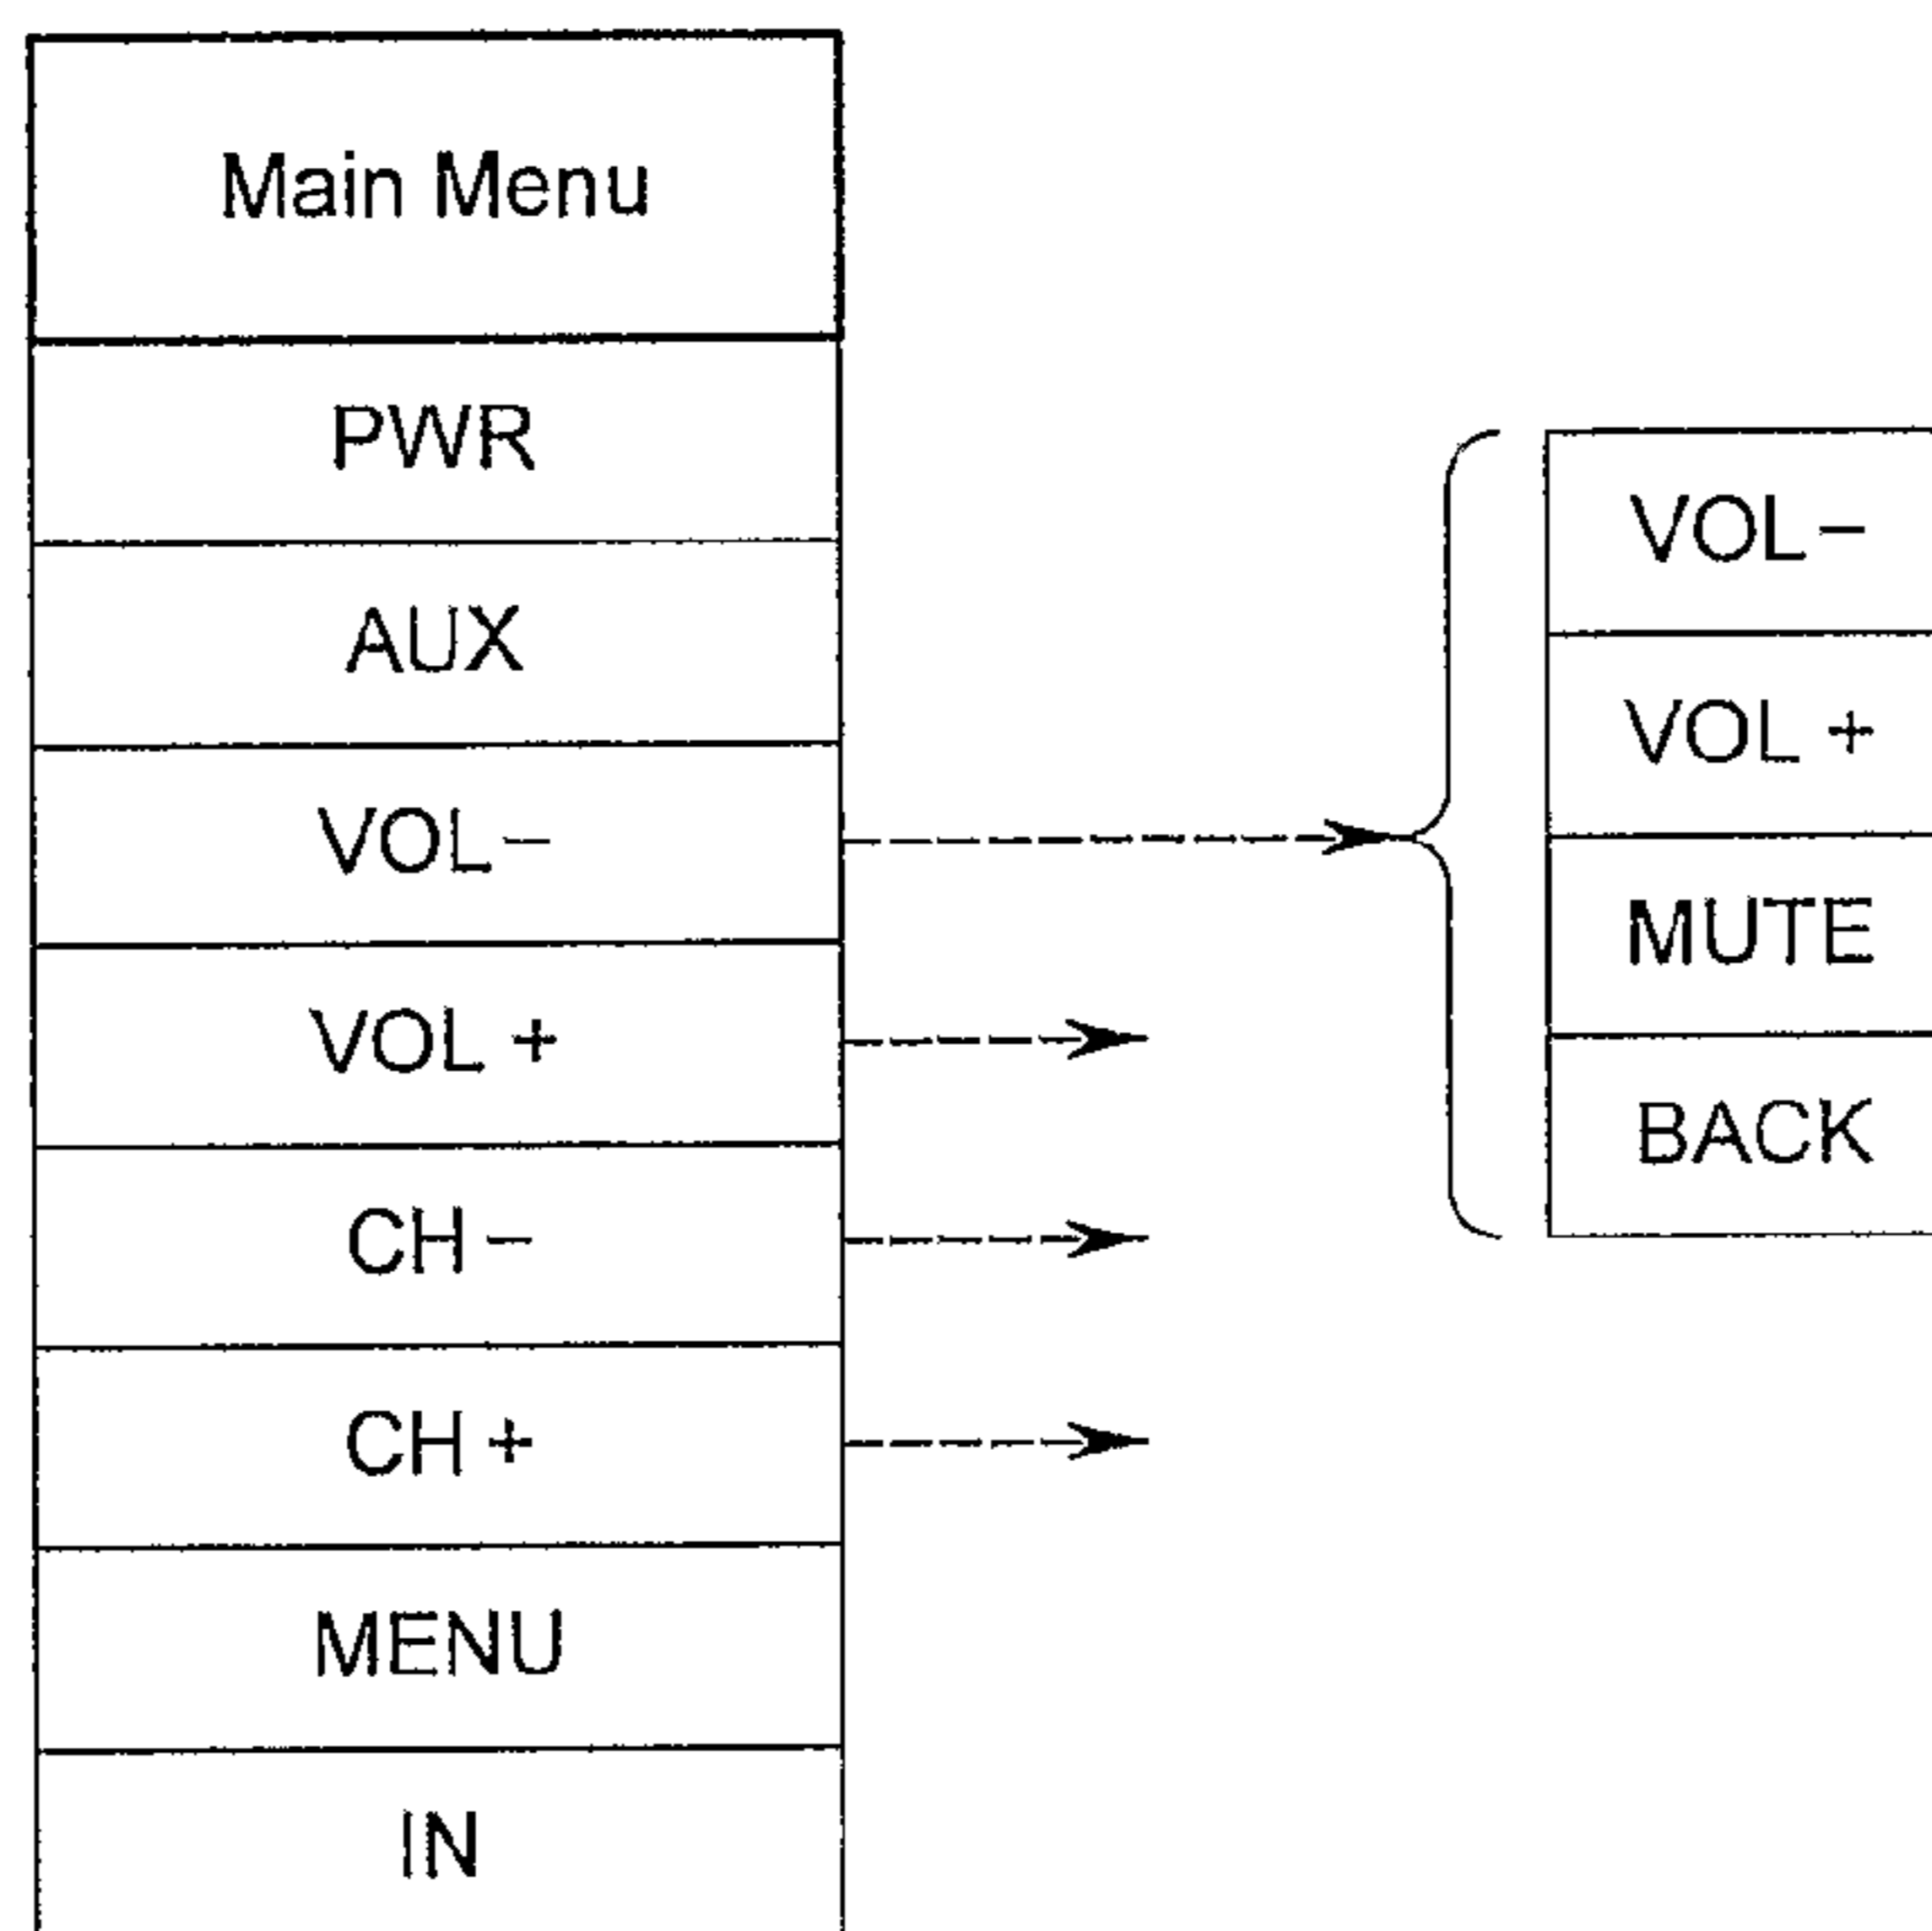 Main Menu
PWR
AUX
VOL –
VOL +
CH –
CH +
MENU
IN
VOL –
VOL +
MUTE
BACK